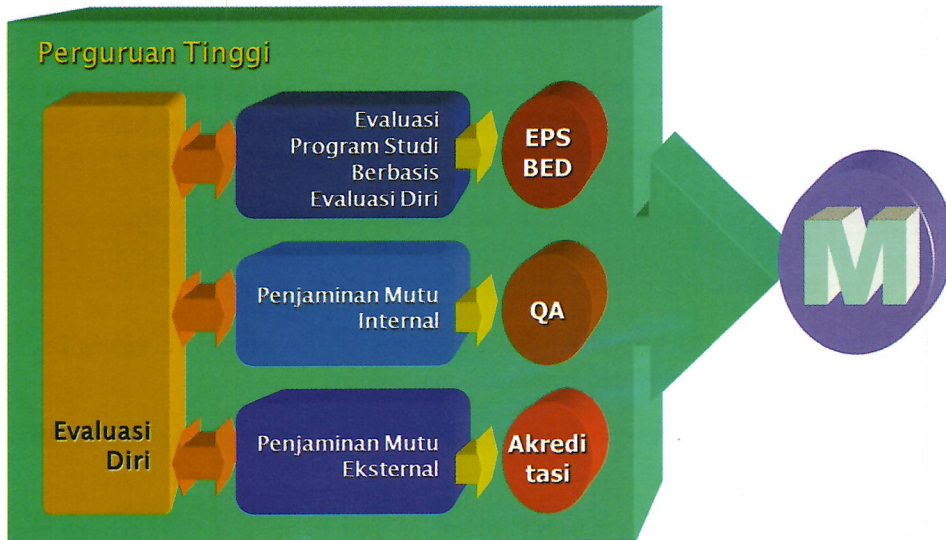 Perguruan Tinggi
Evaluasi
Program Studi
Berbasis
Evaluasi Diri
EPS
BED
Penjaminan Mutu
Internal
QA
Evaluasi
Diri
Penjaminan Mutu
Eksternal
Akredi
tasi
M